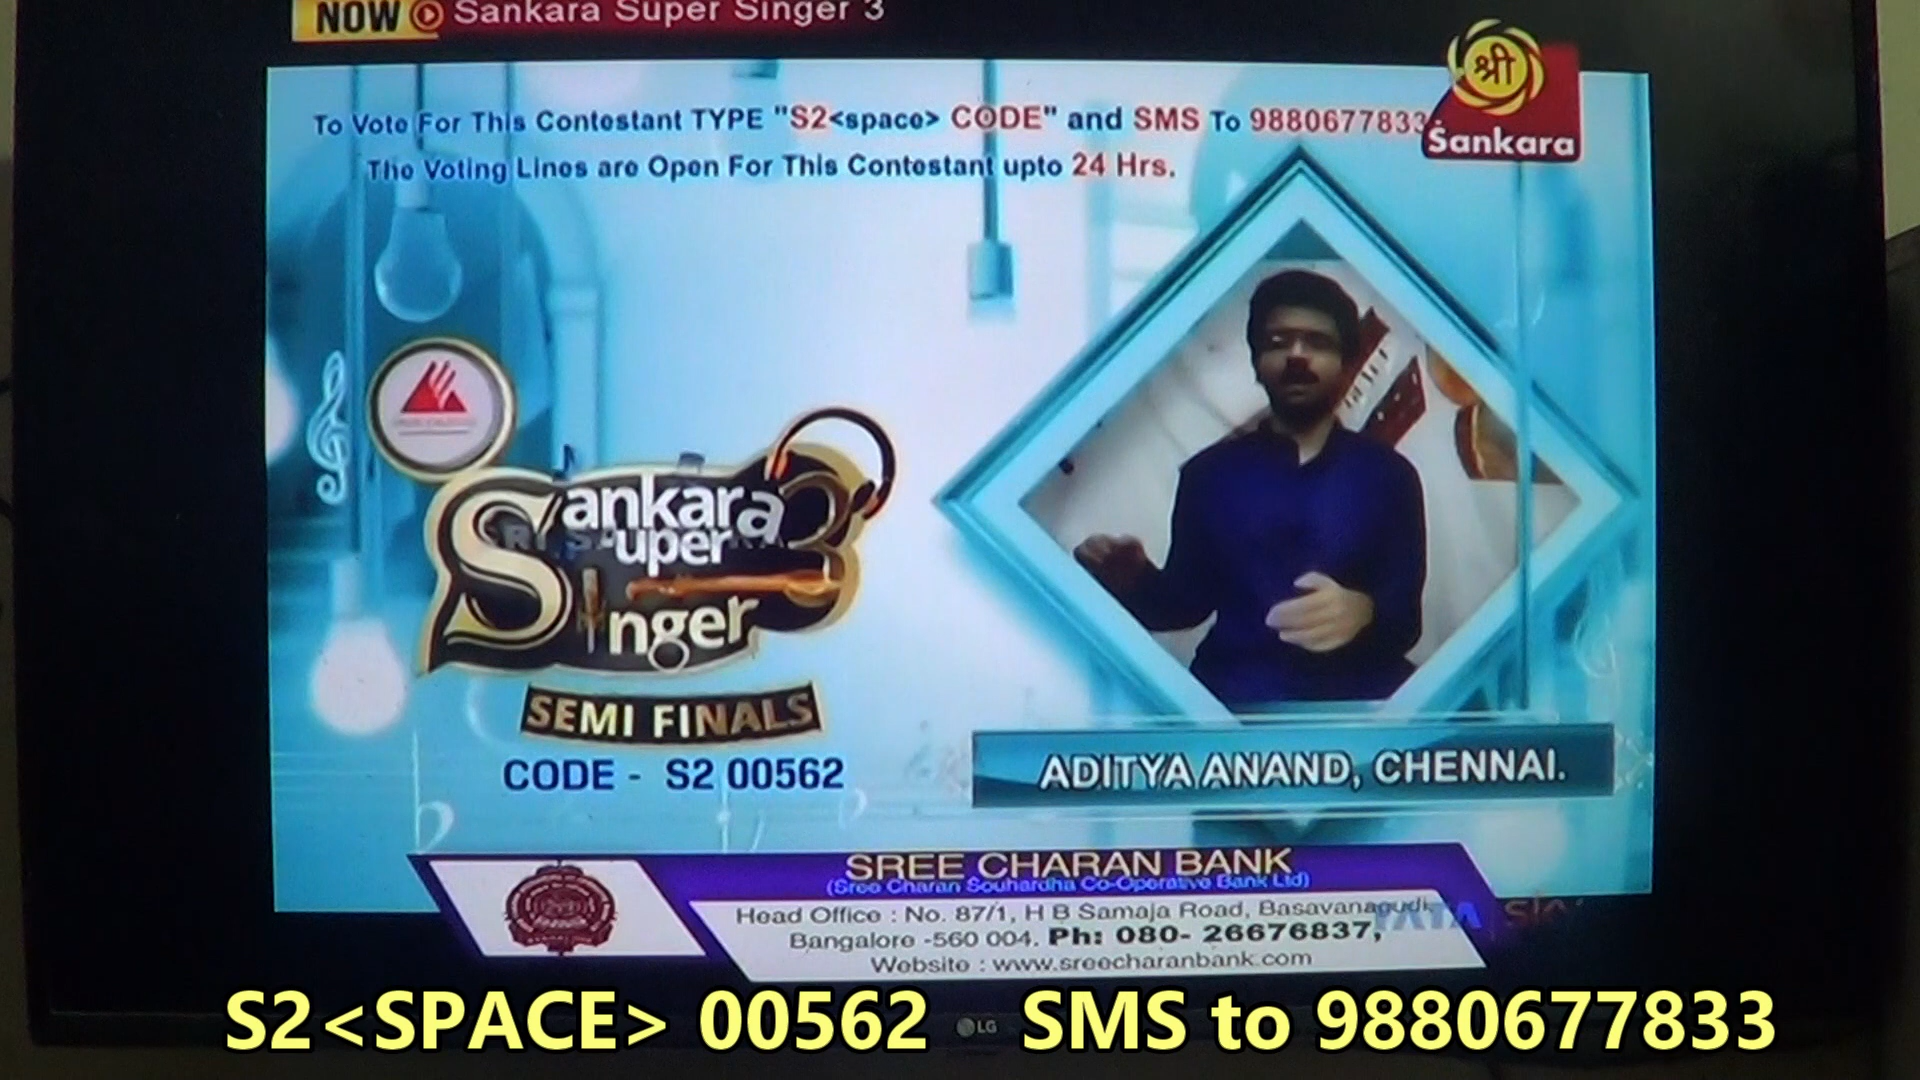 NOW Sankara Super Singer 3
श्री
Sankara
To Vote For This Contestant TYPE "S2<space> CODE" and SMS To 9880677833
The Voting Lines are Open For This Contestant upto 24 Hrs.
Sankara
Super
Singer
3
SEMI FINALS
CODE - S2 00562
ADITYA ANAND, CHENNAI.
SREE CHARAN BANK
(Sree Charan Souhardha Co-Operative Bank Ltd)
Head Office : No. 87/1, H B Samaja Road, Basavanagudi,
Bangalore -560 004. Ph: 080- 26676837,
Website : www.sreecharanbank.com
TATA sky
LG
S2<SPACE> 00562 SMS to 9880677833